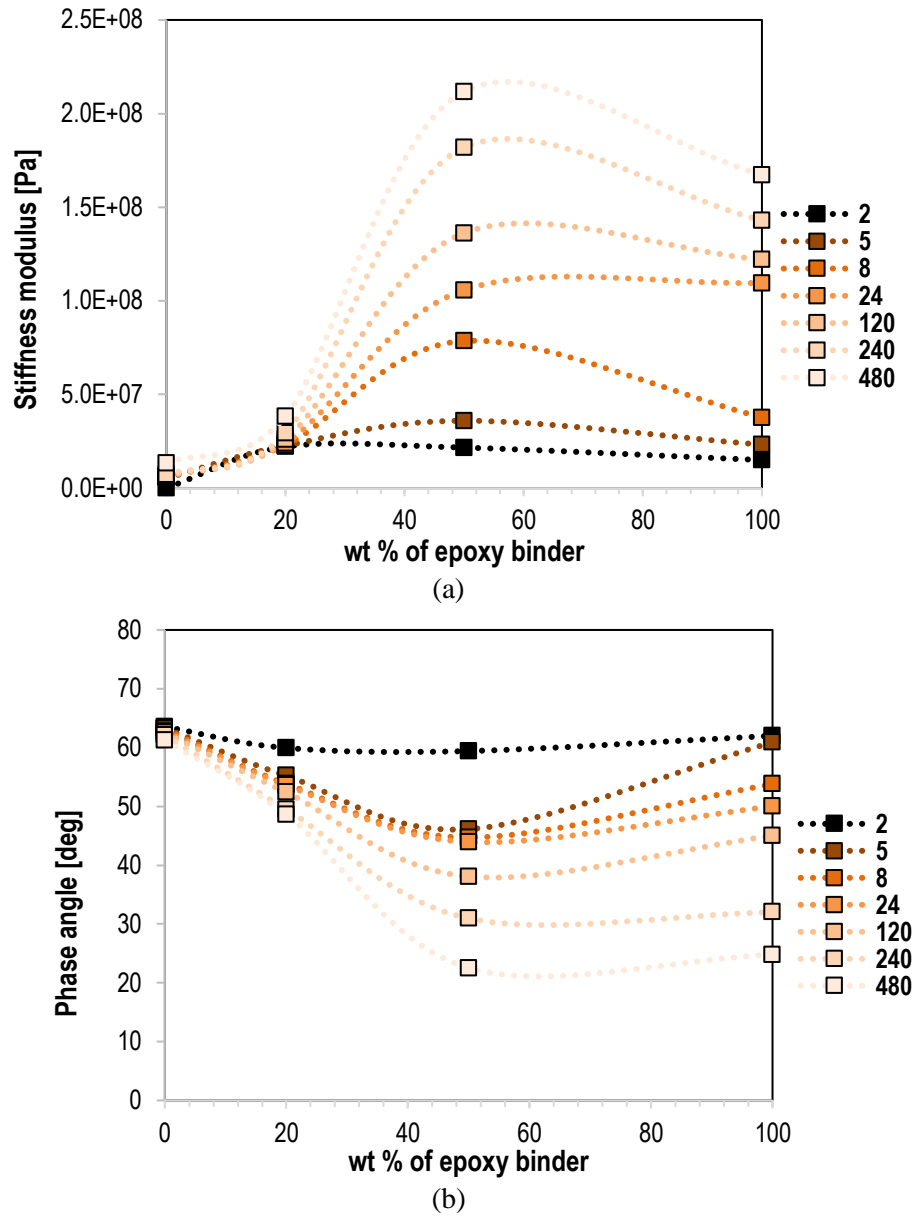 2.5E+08
2.0E+08
1.5E+08
1.0E+08
5.0E+07
0.0E+00
Stiffness modulus [Pa]
0 20 40 60 80 100
wt % of epoxy binder
2
5
8
24
120
240
480
(a)
80
70
60
50
40
30
20
10
0
Phase angle [deg]
0 20 40 60 80 100
wt % of epoxy binder
2
5
8
24
120
240
480
(b)